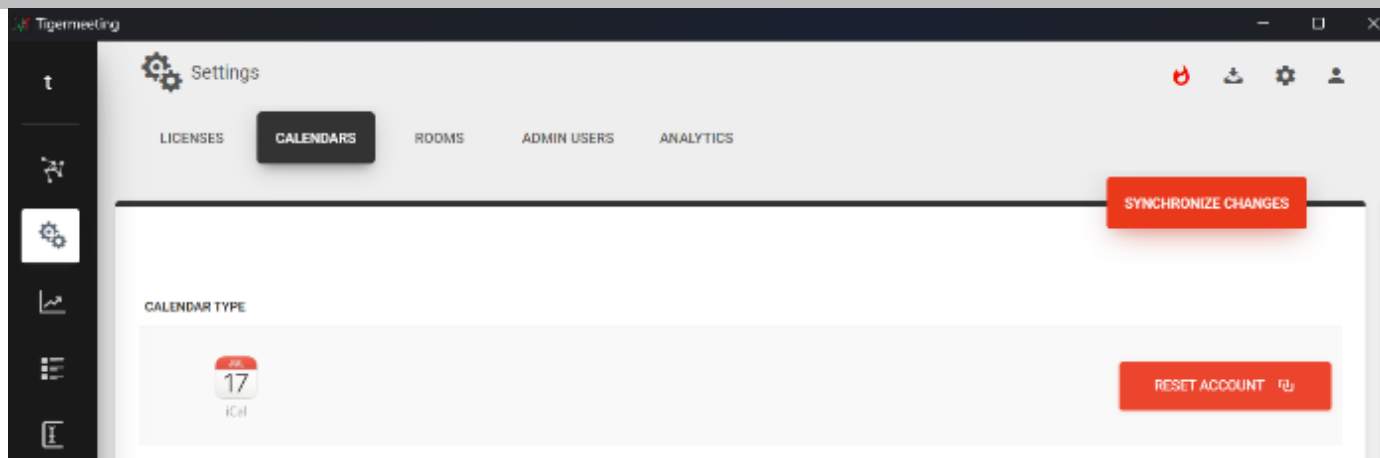 Tigermeeting
t
Settings
LICENSES CALENDARS ROOMS ADMIN USERS ANALYTICS
SYNCHRONIZE CHANGES
CALENDAR TYPE
JUL
17
iCal
RESET ACCOUNT